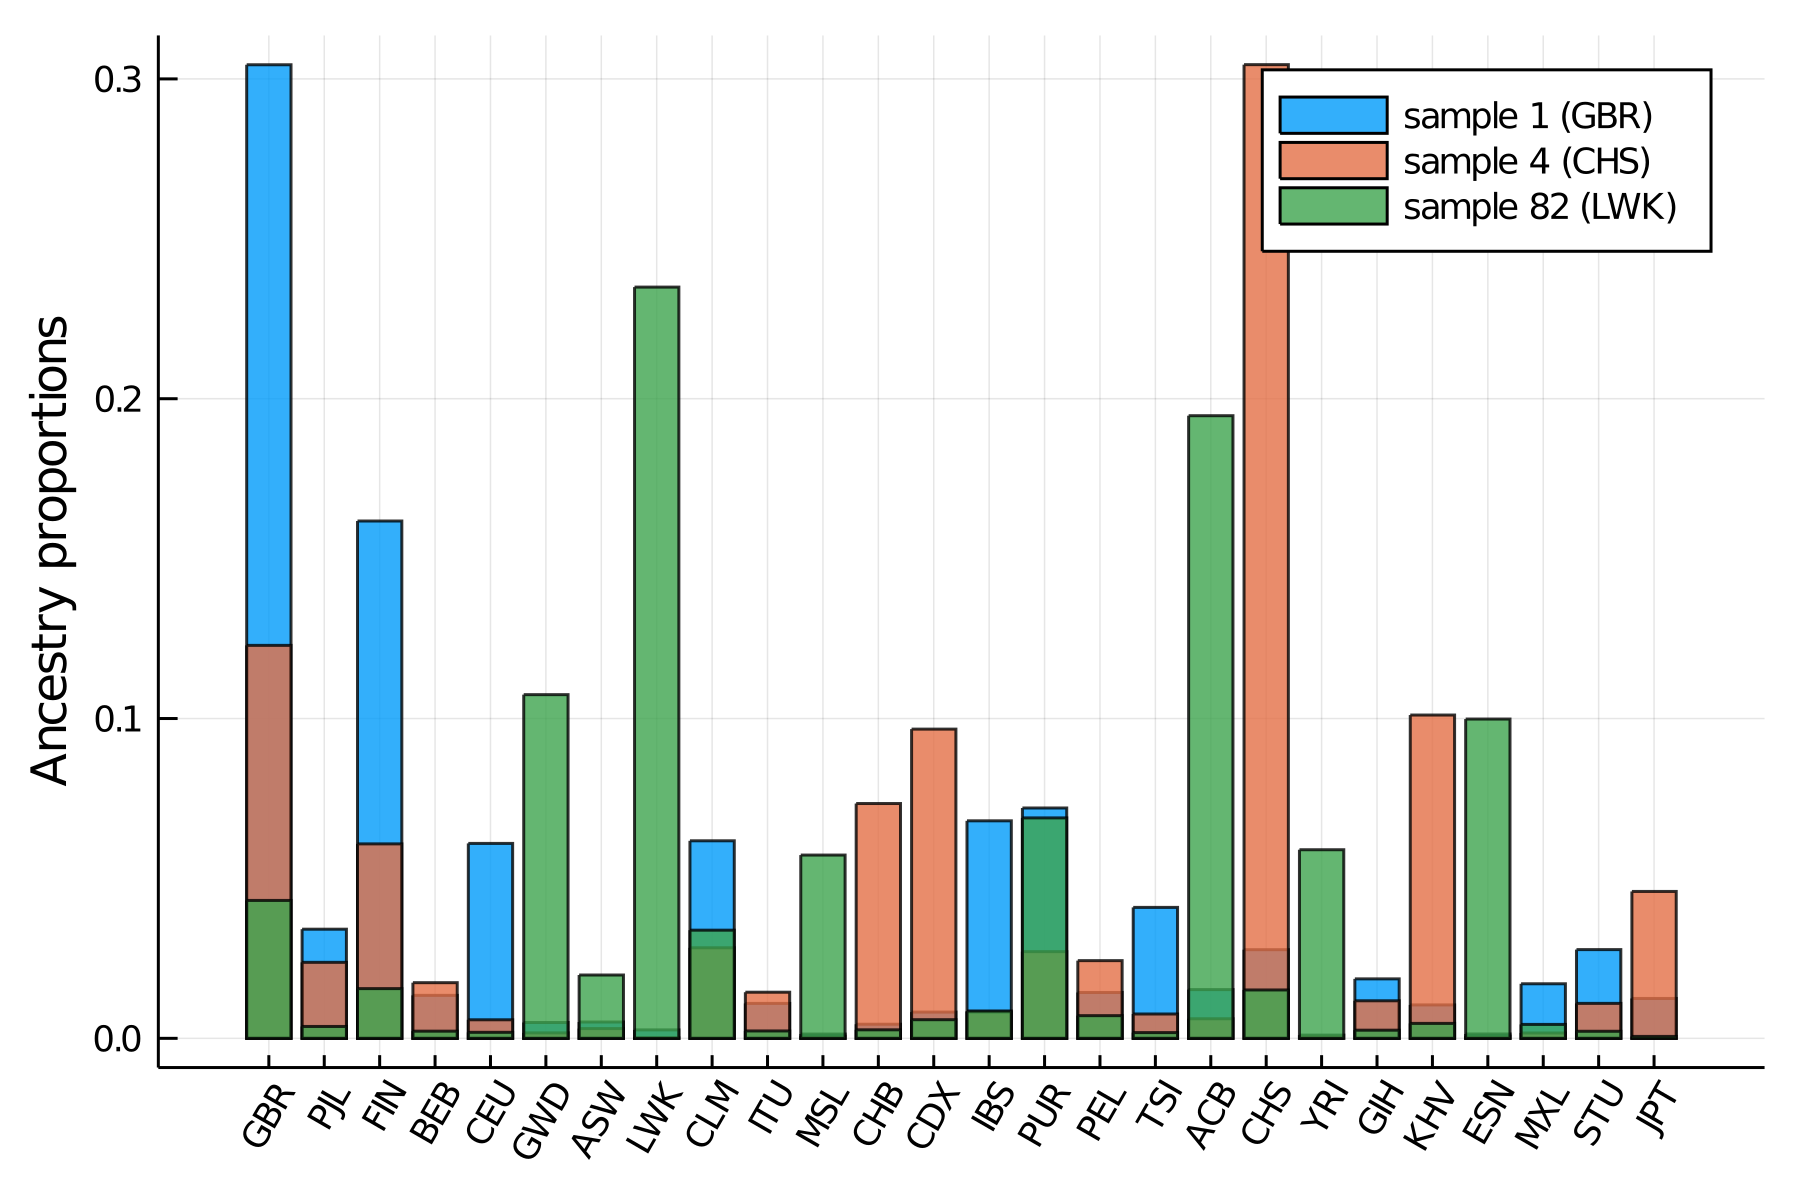 0.3
0.2
0.1
0.0
Ancestry proportions
sample 1 (GBR)
sample 4 (CHS)
sample 82 (LWK)
GBR PJL FIN BEB CEU GWD ASW LWK CLM ITU MSL CHB CDX IBS PUR PEL TSI ACB CHS YRI GIH KHV ESN MXL STU JPT